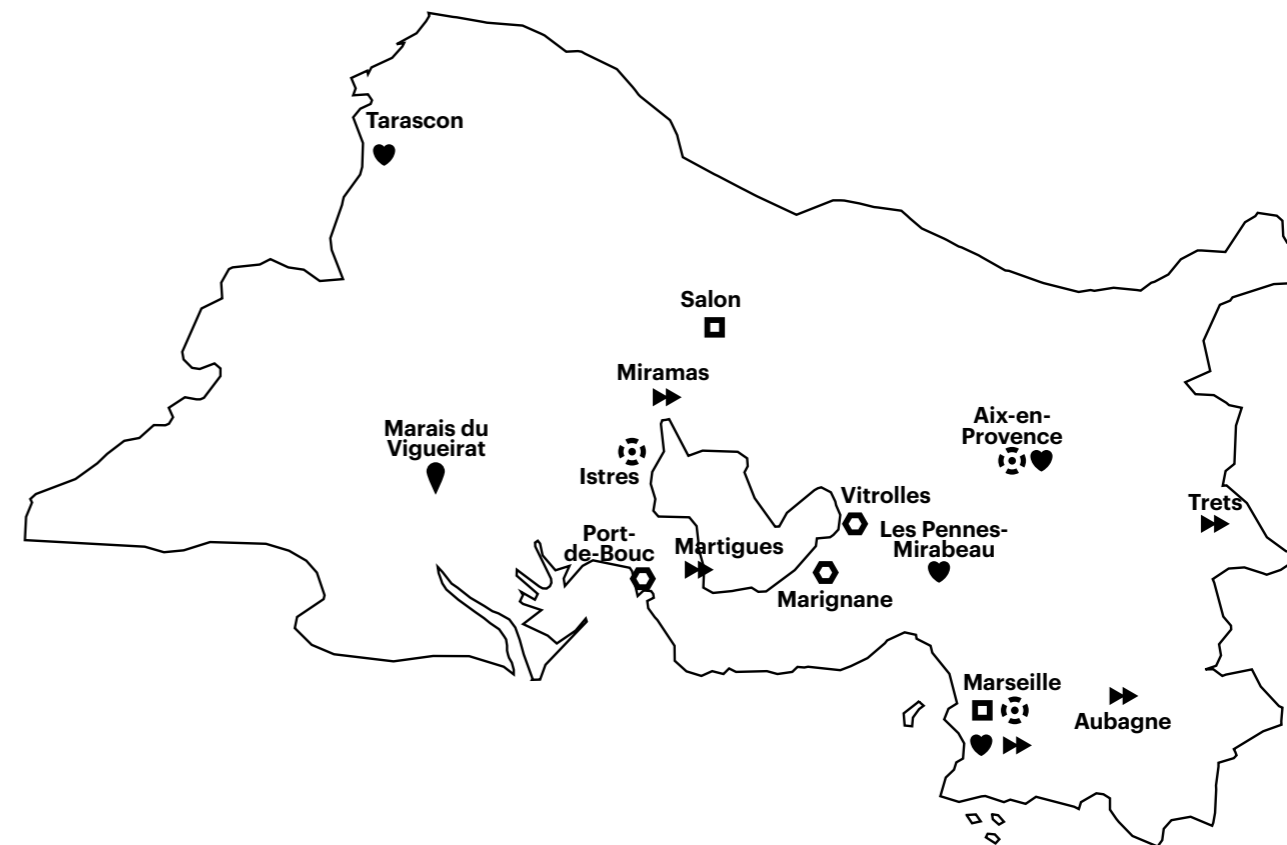 Tarascon
Salon
Miramas
Marais du
Vigueirat
Istres
Aix-en-
Provence
Vitrolles
Trets
Port-
de-Bouc
Martigues
Les Pennes-
Mirabeau
Marignane
Marseille
Aubagne